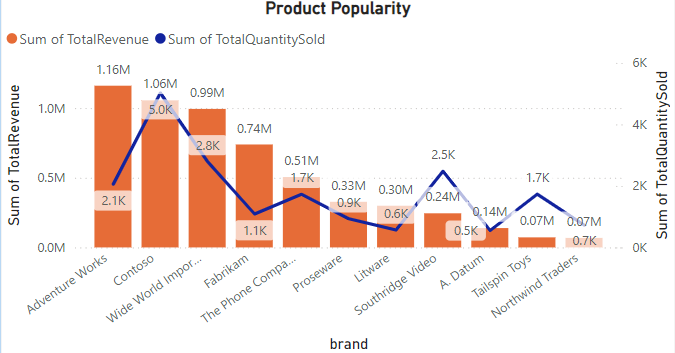 Product Popularity
Sum of TotalRevenue Sum of TotalQuantitySold
Sum of TotalRevenue
1.0M
0.5M
0.0M
1.16M
1.06M
0.99M
0.74M
0.51M
0.33M
0.30M
0.24M
0.14M
0.07M
0.07M
2.1K
5.0K
2.8K
1.1K
1.7K
0.9K
0.6K
2.5K
0.5K
1.7K
0.7K
6K
4K
2K
0K
Sum of TotalQuantitySold
Adventure Works
Contoso
Wide World Impor...
Fabrikam
The Phone Compa...
Proseware
Litware
Southridge Video
A. Datum
Tailspin Toys
Northwind Traders
brand